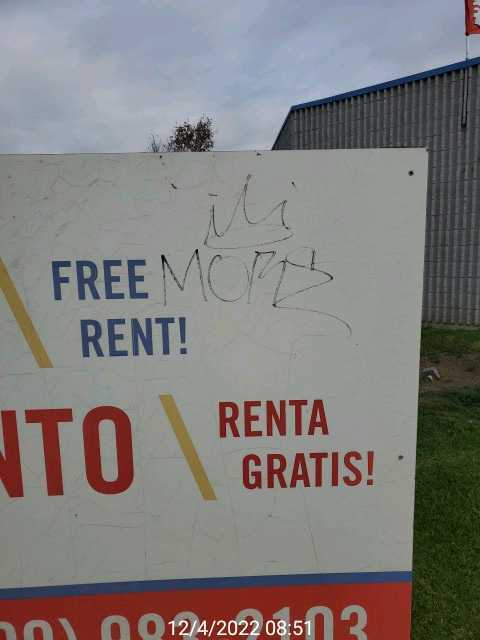 FREE
RENT!
NTO
RENTA
GRATIS!
12/4/2022 08:51